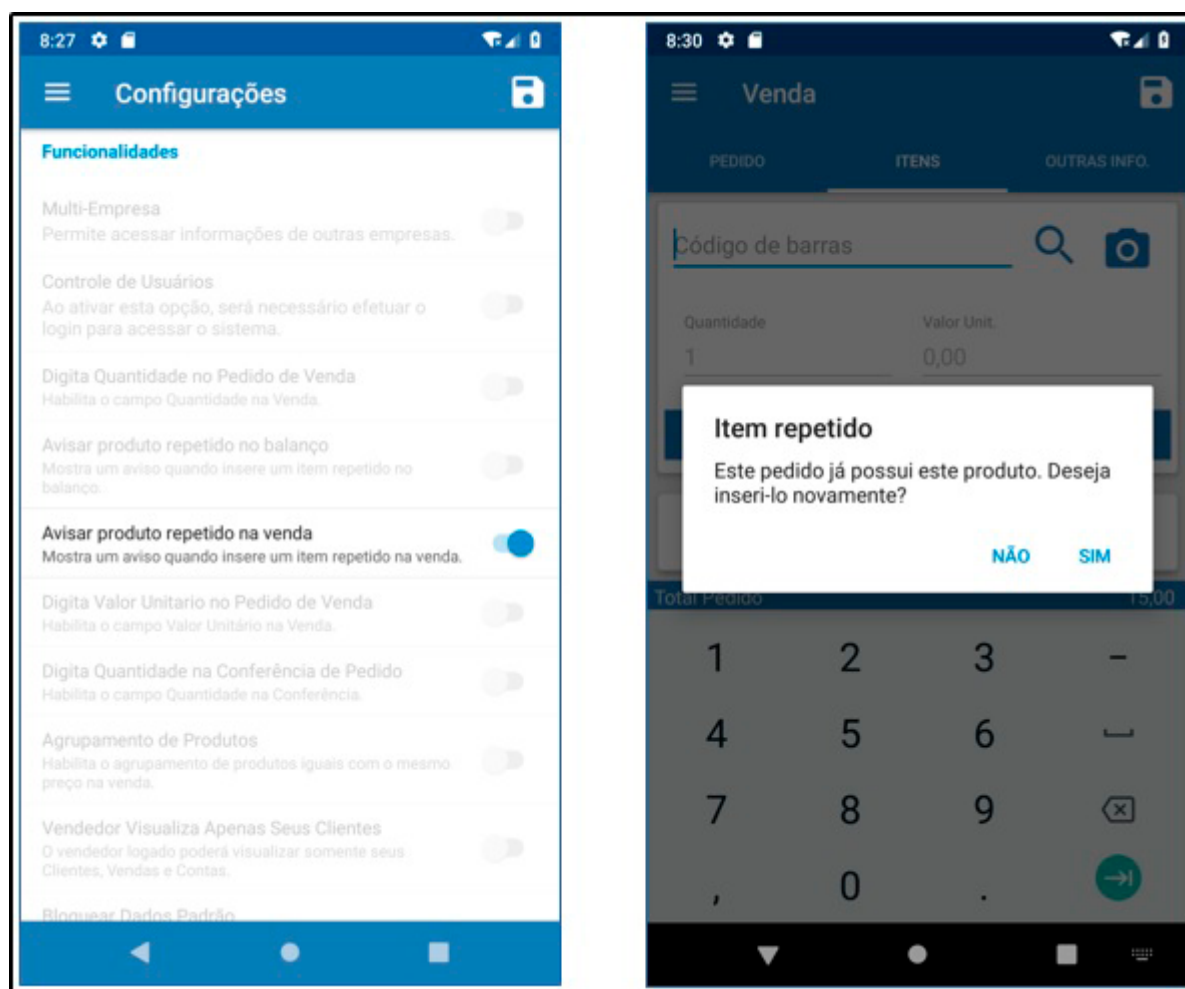 8:27
Configurações
Funcionalidades
Multi-Empresa
Permite acessar informações de outras empresas.
Controle de Usuários
Ao ativar esta opção, será necessário efetuar o
login para acessar o sistema.
Digita Quantidade no Pedido de Venda
Habilita o campo Quantidade na Venda.
Avisar produto repetido no balanço
Mostra um aviso quando insere um item repetido no
balanço.
Avisar produto repetido na venda
Mostra um aviso quando insere um item repetido na venda.
Digita Valor Unitario no Pedido de Venda
Habilita o campo Valor Unitário na Venda.
Digita Quantidade na Conferência de Pedido
Habilita o campo Quantidade na Conferência.
Agrupamento de Produtos
Habilita o agrupamento de produtos iguais com o mesmo
preço na venda.
Vendedor Visualiza Apenas Seus Clientes
O vendedor logado poderá visualizar somente seus
Clientes, Vendas e Contas.
Bloquear Dados Padrão
8:30
Venda
PEDIDO ITENS OUTRAS INFO.
Código de barras
Quantidade Valor Unit.
1 0,00
Item repetido
Este pedido já possui este produto. Deseja
inseri-lo novamente?
NÃO SIM
Total Pedido 15,00
1 2 3 -
4 5 6
7 8 9
, 0 .